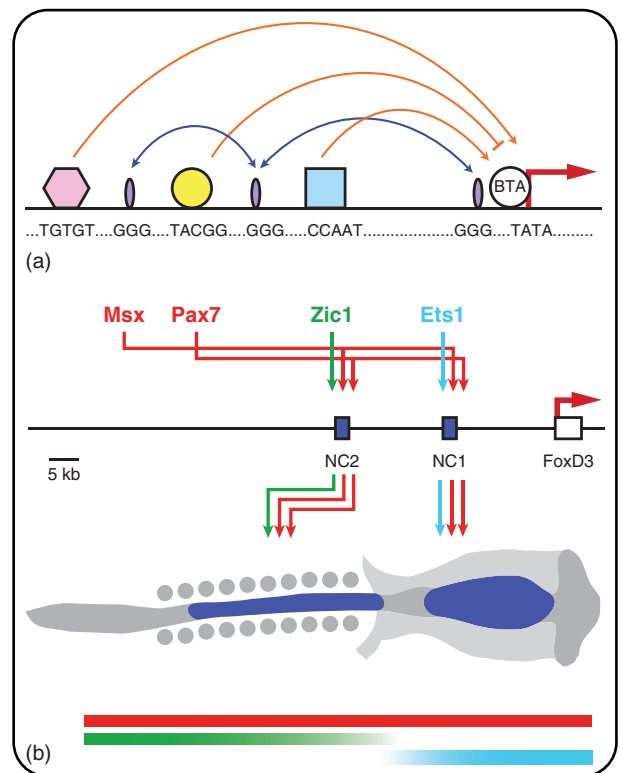 BTA
...TGTGT....GGG....TACGG....GGG.....CCAAT.................GGG....TATA.........
(a)
Msx Pax7 Zic1 Ets1
5 kb NC2 NC1 FoxD3
(b)